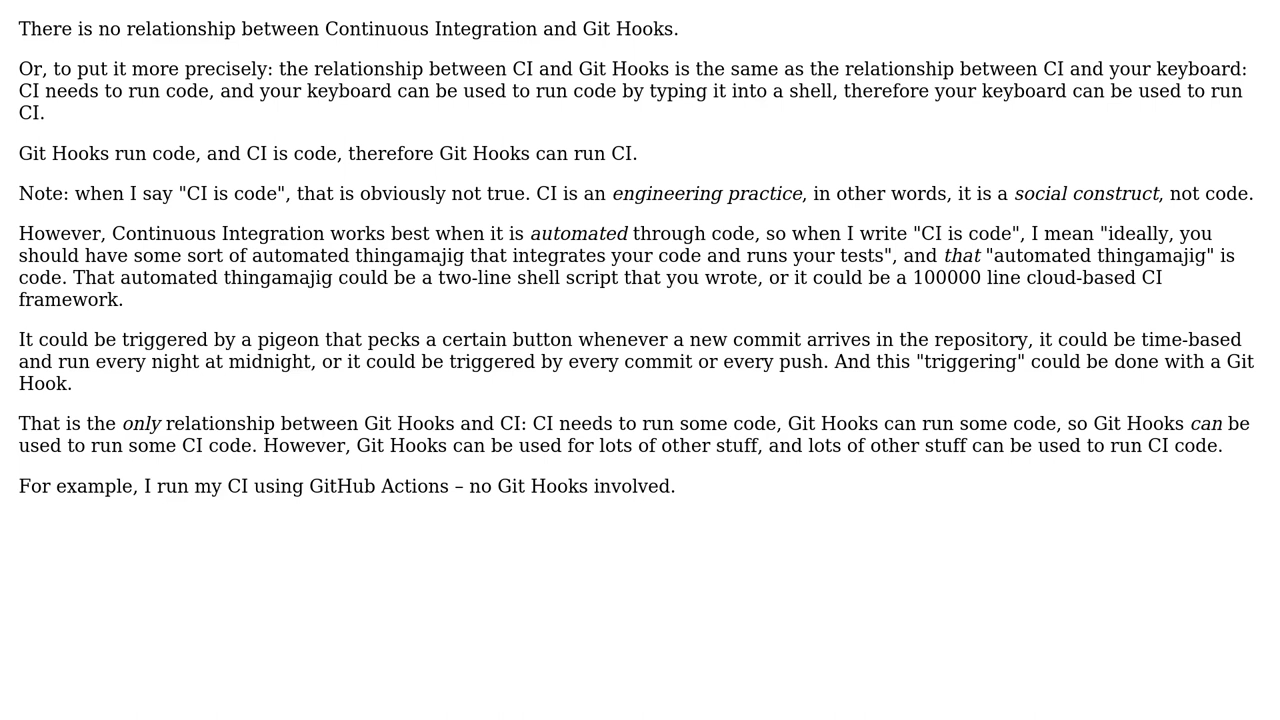 There is no relationship between Continuous Integration and Git Hooks.
Or, to put it more precisely: the relationship between CI and Git Hooks is the same as the relationship between CI and your keyboard:
CI needs to run code, and your keyboard can be used to run code by typing it into a shell, therefore your keyboard can be used to run
CI.
Git Hooks run code, and CI is code, therefore Git Hooks can run CI.
Note: when I say "CI is code", that is obviously not true. CI is an engineering practice, in other words, it is a social construct, not code.
However, Continuous Integration works best when it is automated through code, so when I write "CI is code", I mean "ideally, you
should have some sort of automated thingamajig that integrates your code and runs your tests", and that "automated thingamajig" is
code. That automated thingamajig could be a two-line shell script that you wrote, or it could be a 100000 line cloud-based CI
framework.
It could be triggered by a pigeon that pecks a certain button whenever a new commit arrives in the repository, it could be time-based
and run every night at midnight, or it could be triggered by every commit or every push. And this "triggering" could be done with a Git
Hook.
That is the only relationship between Git Hooks and CI: CI needs to run some code, Git Hooks can run some code, so Git Hooks can be
used to run some CI code. However, Git Hooks can be used for lots of other stuff, and lots of other stuff can be used to run CI code.
For example, I run my CI using GitHub Actions – no Git Hooks involved.